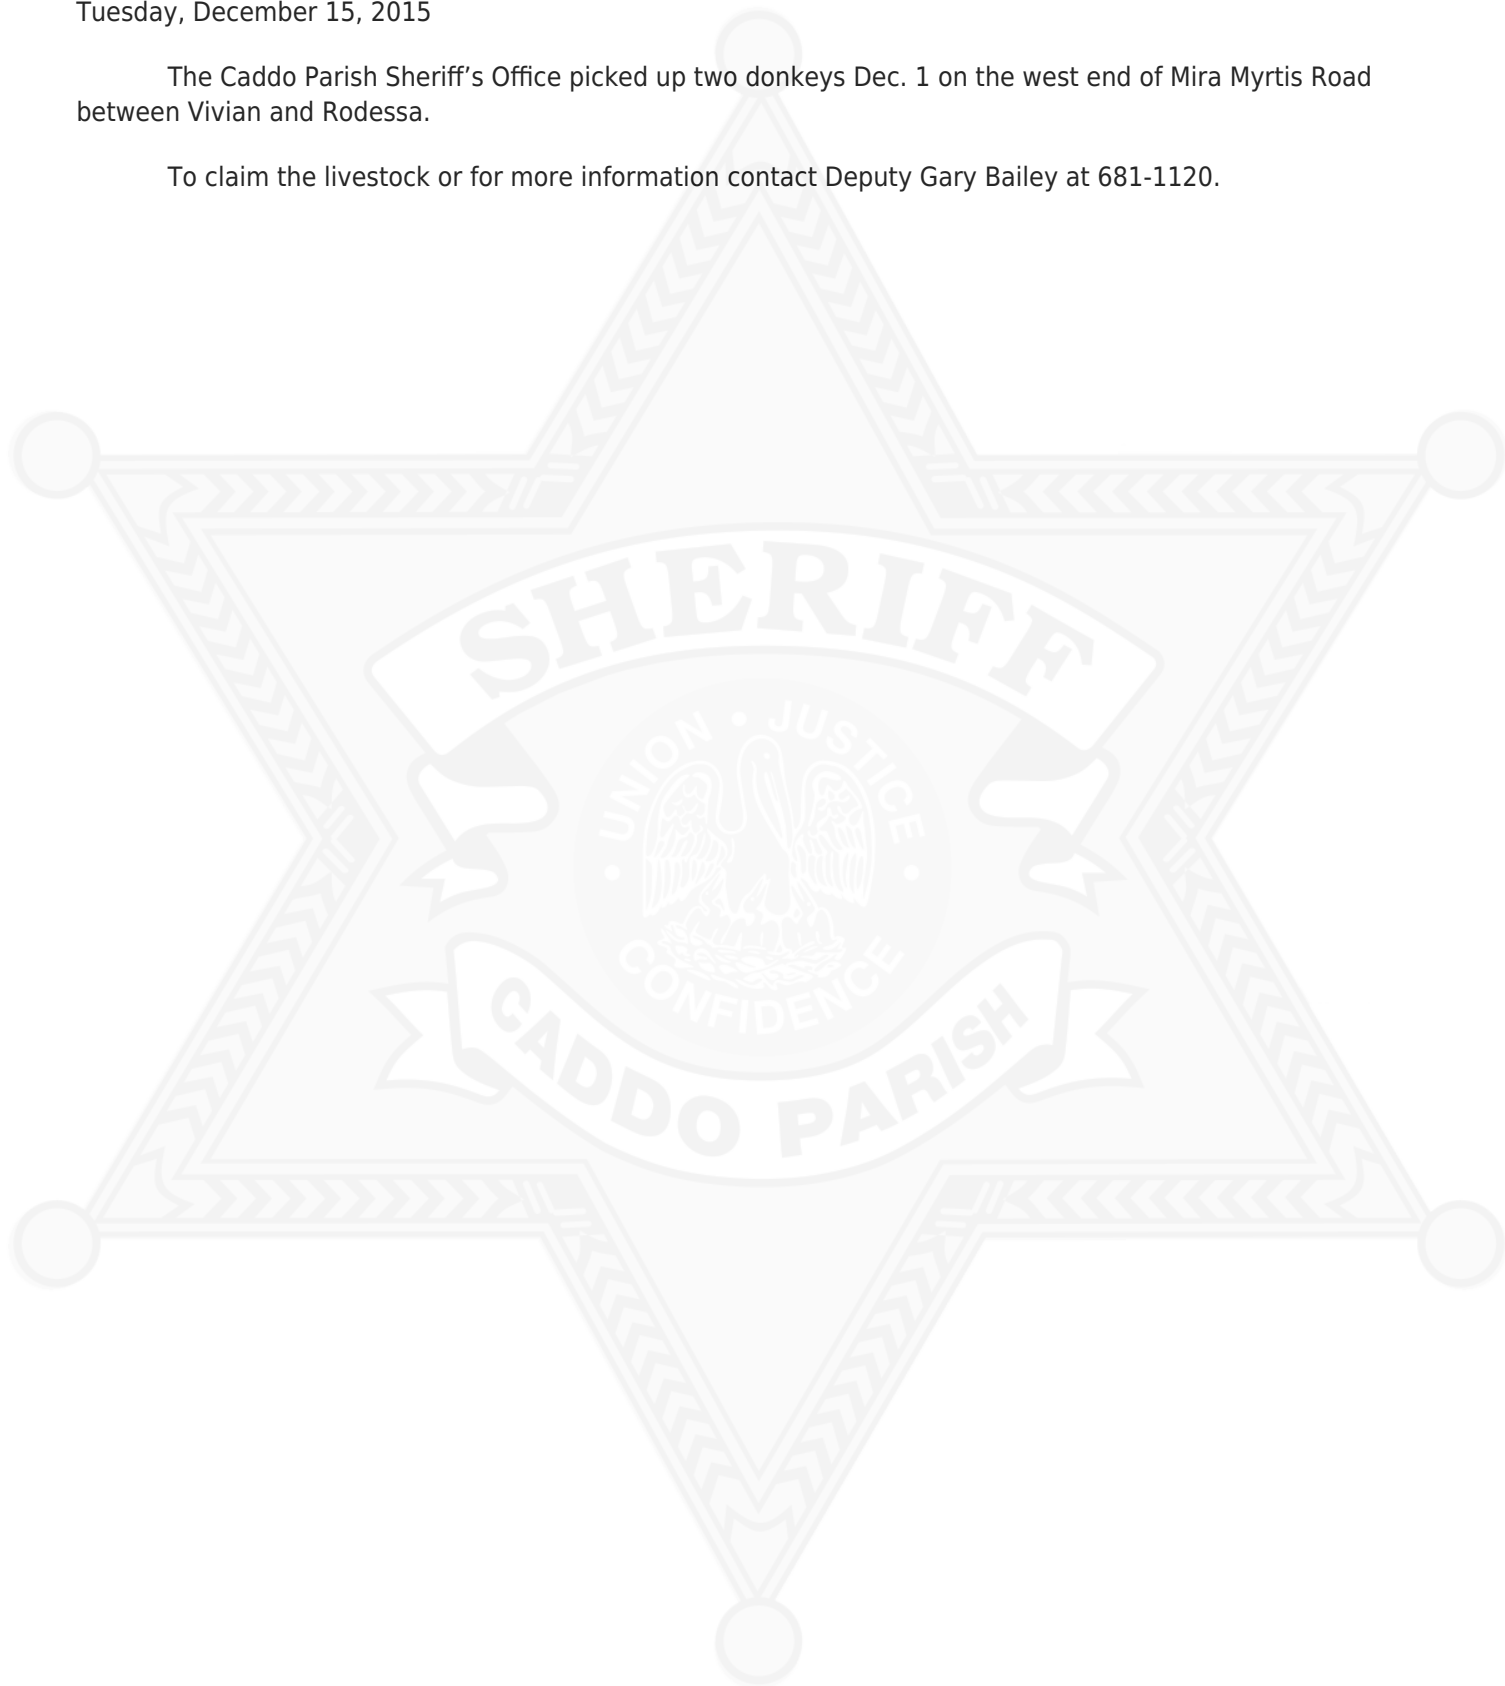 Tuesday, December 15, 2015
The Caddo Parish Sheriff’s Office picked up two donkeys Dec. 1 on the west end of Mira Myrtis Road
between Vivian and Rodessa.
To claim the livestock or for more information contact Deputy Gary Bailey at 681-1120.
SHERIFF
UNION • JUSTICE
• CONFIDENCE •
CADDO PARISH